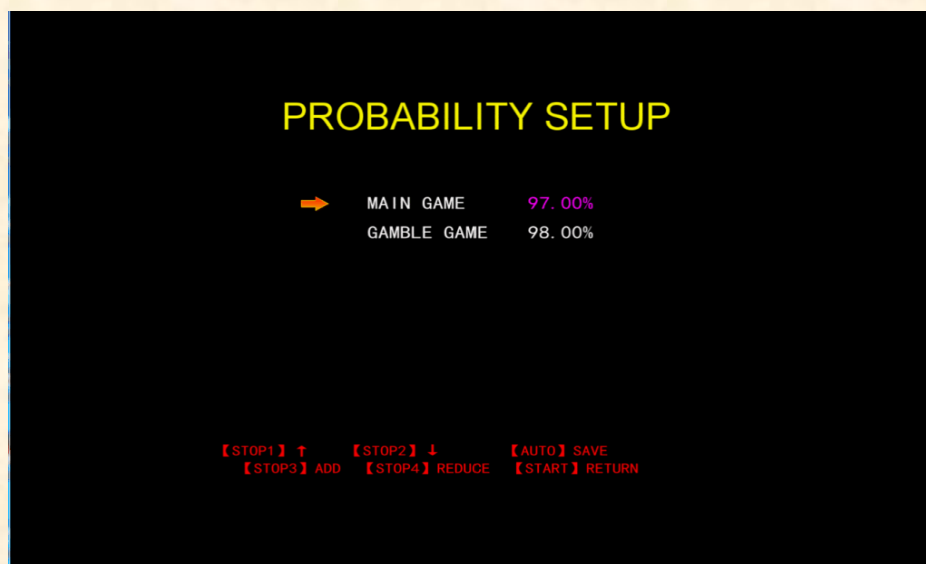 PROBABILITY SETUP
MAIN GAME 97.00%
GAMBLE GAME 98.00%
【STOP1】↑ 【STOP2】↓ 【AUTO】SAVE
【STOP3】ADD 【STOP4】REDUCE 【START】RETURN